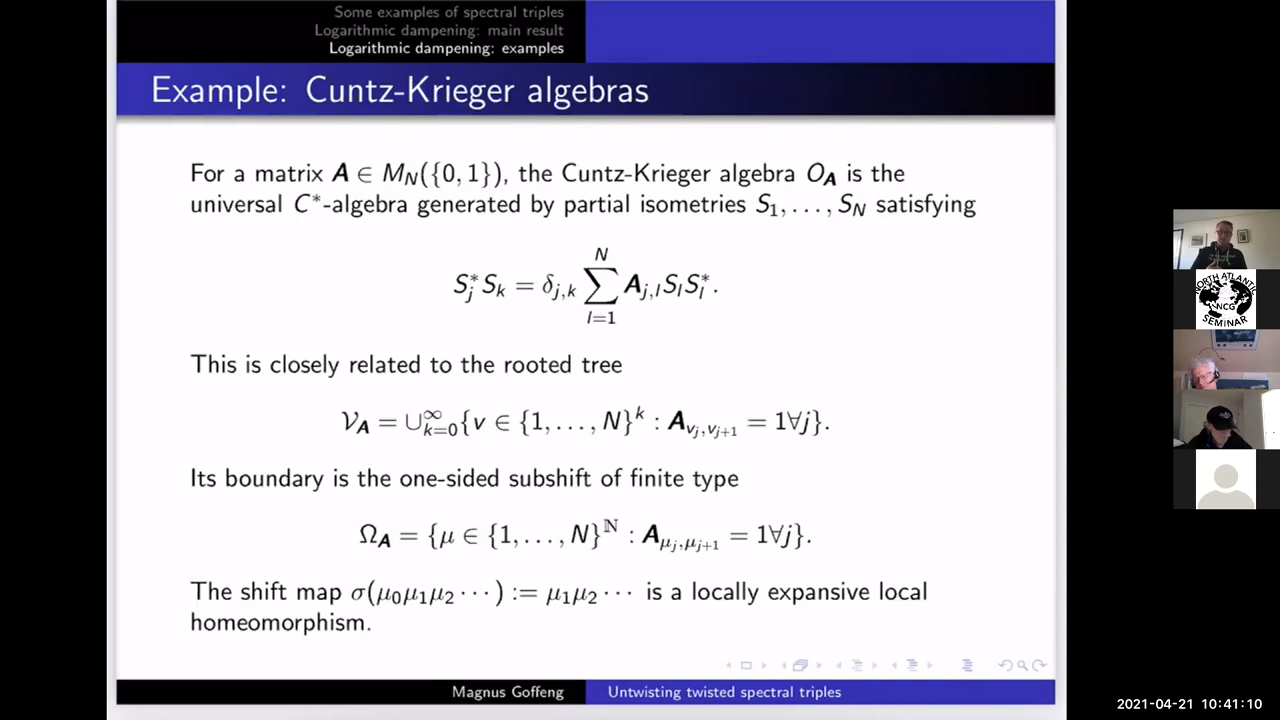 Some examples of spectral triples
Logarithmic dampening: main result
Logarithmic dampening: examples
Example: Cuntz-Krieger algebras
For a matrix A ∈ M_N({0, 1}), the Cuntz-Krieger algebra O_A is the
universal C*-algebra generated by partial isometries S_1, . . . , S_N satisfying
S_j^* S_k = δ_{j,k} ∑_{l=1}^N A_{j,l} S_l S_l^*.
This is closely related to the rooted tree
𝒱_A = ∪_{k=0}^∞ {v ∈ {1, . . . , N}^k : A_{v_j,v_{j+1}} = 1∀j}.
Its boundary is the one-sided subshift of finite type
Ω_A = {μ ∈ {1, . . . , N}^ℕ : A_{μ_j,μ_{j+1}} = 1∀j}.
The shift map σ(μ_0μ_1μ_2 · · · ) := μ_1μ_2 · · · is a locally expansive local
homeomorphism.
Magnus Goffeng
Untwisting twisted spectral triples
NORTH ATLANTIC
NCG
SEMINAR
2021-04-21 10:41:10